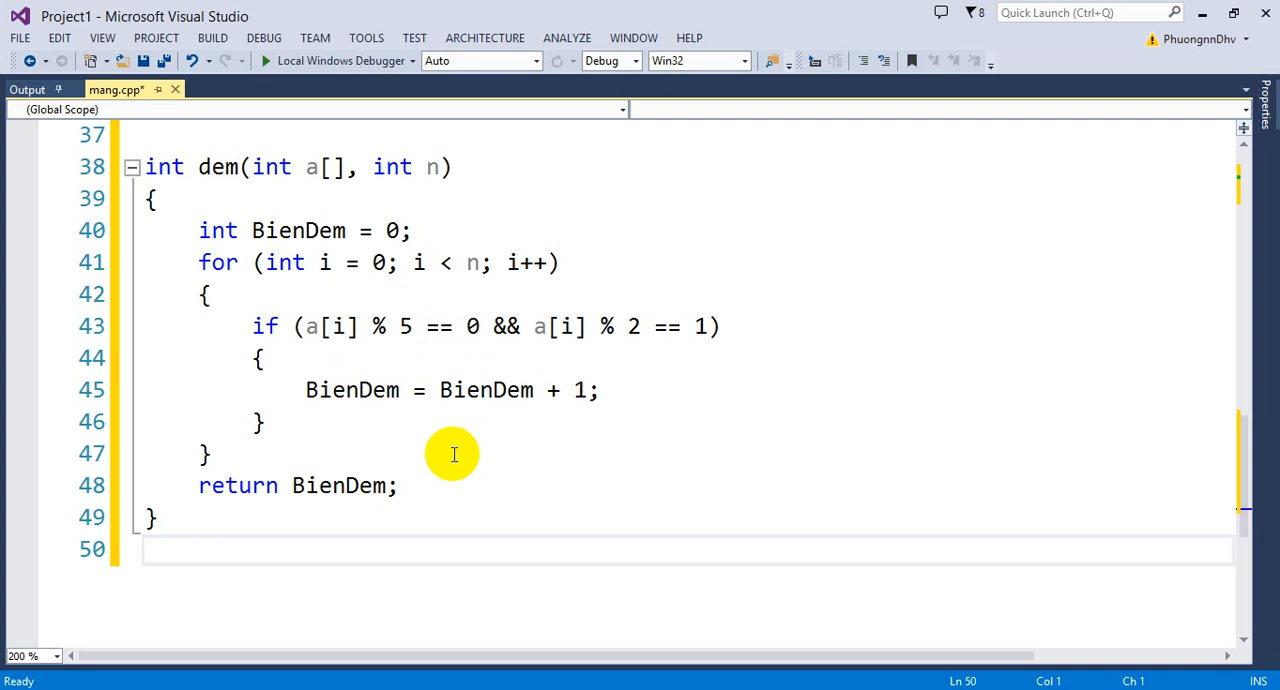 Project1 - Microsoft Visual Studio
8
Quick Launch (Ctrl+Q)
FILE EDIT VIEW PROJECT BUILD DEBUG TEAM TOOLS TEST ARCHITECTURE ANALYZE WINDOW HELP
PhuongnnDhv
Local Windows Debugger Auto Debug Win32
Output mang.cpp*
Properties
(Global Scope)
37
38 int dem(int a[], int n)
39 {
40 int BienDem = 0;
41 for (int i = 0; i < n; i++)
42 {
43 if (a[i] % 5 == 0 && a[i] % 2 == 1)
44 {
45 BienDem = BienDem + 1;
46 }
47 }
48 return BienDem;
49 }
50
200 %
Ready Ln 50 Col 1 Ch 1 INS